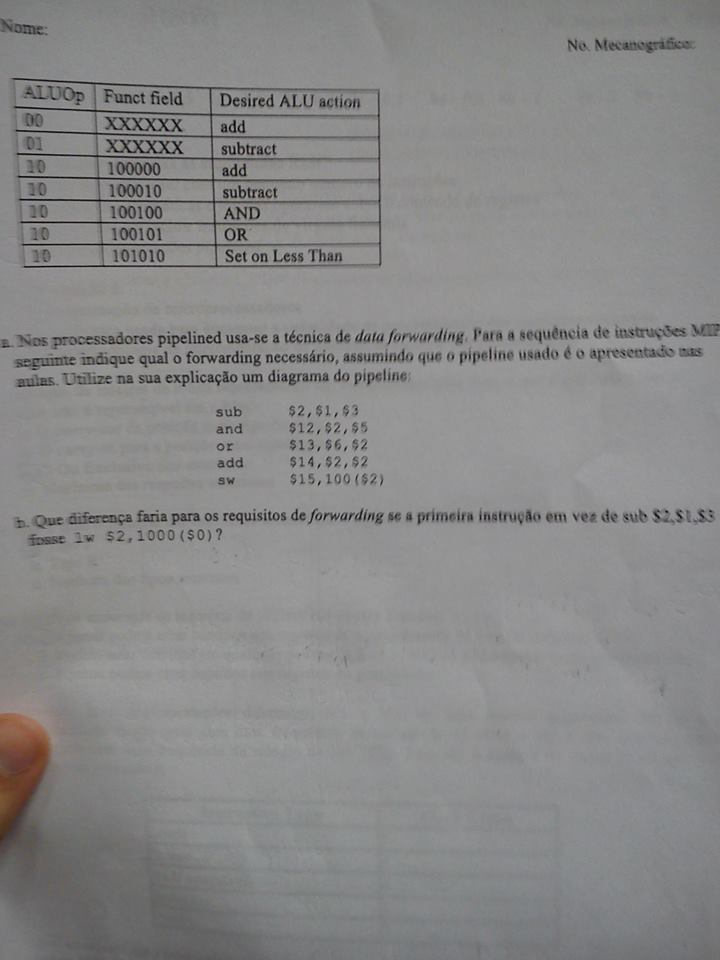 Nome:
No. Mecanográfico:
ALUOp Funct field Desired ALU action
00 XXXXXX add
01 XXXXXX subtract
10 100000 add
10 100010 subtract
10 100100 AND
10 100101 OR
10 101010 Set on Less Than
a. Nos processadores pipelined usa-se a técnica de data forwarding. Para a sequência de instruções MIP
seguinte indique qual o forwarding necessário, assumindo que o pipeline usado é o apresentado nas
aulas. Utilize na sua explicação um diagrama do pipeline:
sub $2,$1,$3
and $12,$2,$5
or $13,$6,$2
add $14,$2,$2
sw $15,100($2)
b. Que diferença faria para os requisitos de forwarding se a primeira instrução em vez de sub $2,$1,$3
fosse lw $2,1000($0)?